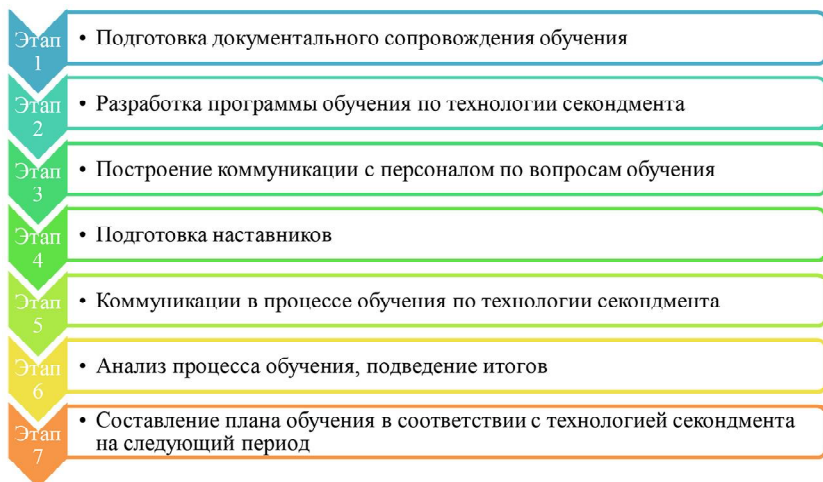 Этап
1
• Подготовка документального сопровождения обучения
Этап
2
• Разработка программы обучения по технологии секондмента
Этап
3
• Построение коммуникации с персоналом по вопросам обучения
Этап
4
• Подготовка наставников
Этап
5
• Коммуникации в процессе обучения по технологии секондмента
Этап
6
• Анализ процесса обучения, подведение итогов
Этап
7
• Составление плана обучения в соответствии с технологией секондмента
на следующий период